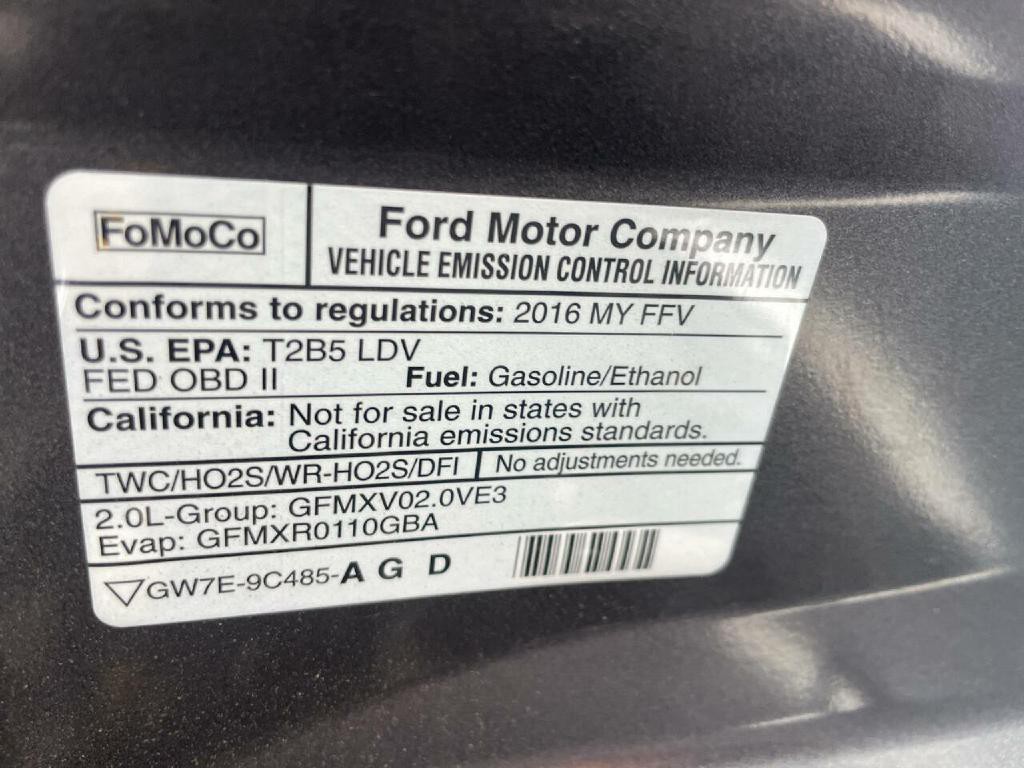 FoMoCo
Ford Motor Company
VEHICLE EMISSION CONTROL INFORMATION
Conforms to regulations: 2016 MY FFV
U.S. EPA: T2B5 LDV
FED OBD II Fuel: Gasoline/Ethanol
California: Not for sale in states with
California emissions standards.
TWC/HO2S/WR-HO2S/DFI No adjustments needed.
2.0L-Group: GFMXV02.0VE3
Evap: GFMXR0110GBA
GW7E-9C485-A G D